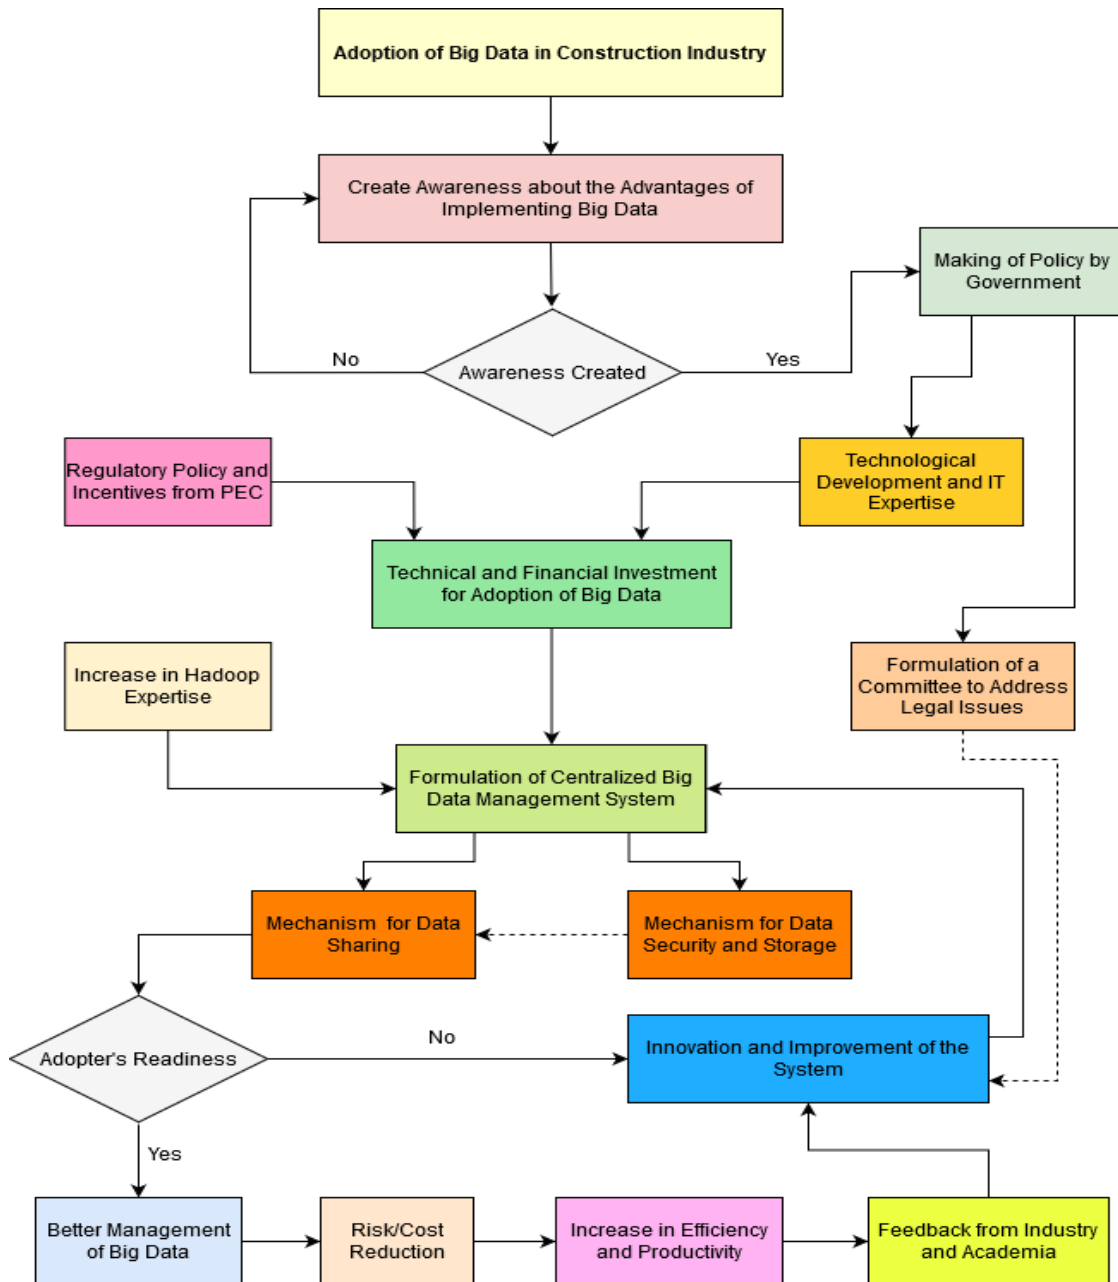 Adoption of Big Data in Construction Industry
Create Awareness about the Advantages of
Implementing Big Data
Making of Policy by
Government
No
Awareness Created
Yes
Regulatory Policy and
Incentives from PEC
Technological
Development and IT
Expertise
Technical and Financial Investment
for Adoption of Big Data
Increase in Hadoop
Expertise
Formulation of a
Committee to Address
Legal Issues
Formulation of Centralized Big
Data Management System
Mechanism for Data
Sharing
Mechanism for Data
Security and Storage
Adopter's Readiness
No
Innovation and Improvement of the
System
Yes
Better Management
of Big Data
Risk/Cost
Reduction
Increase in Efficiency
and Productivity
Feedback from Industry
and Academia